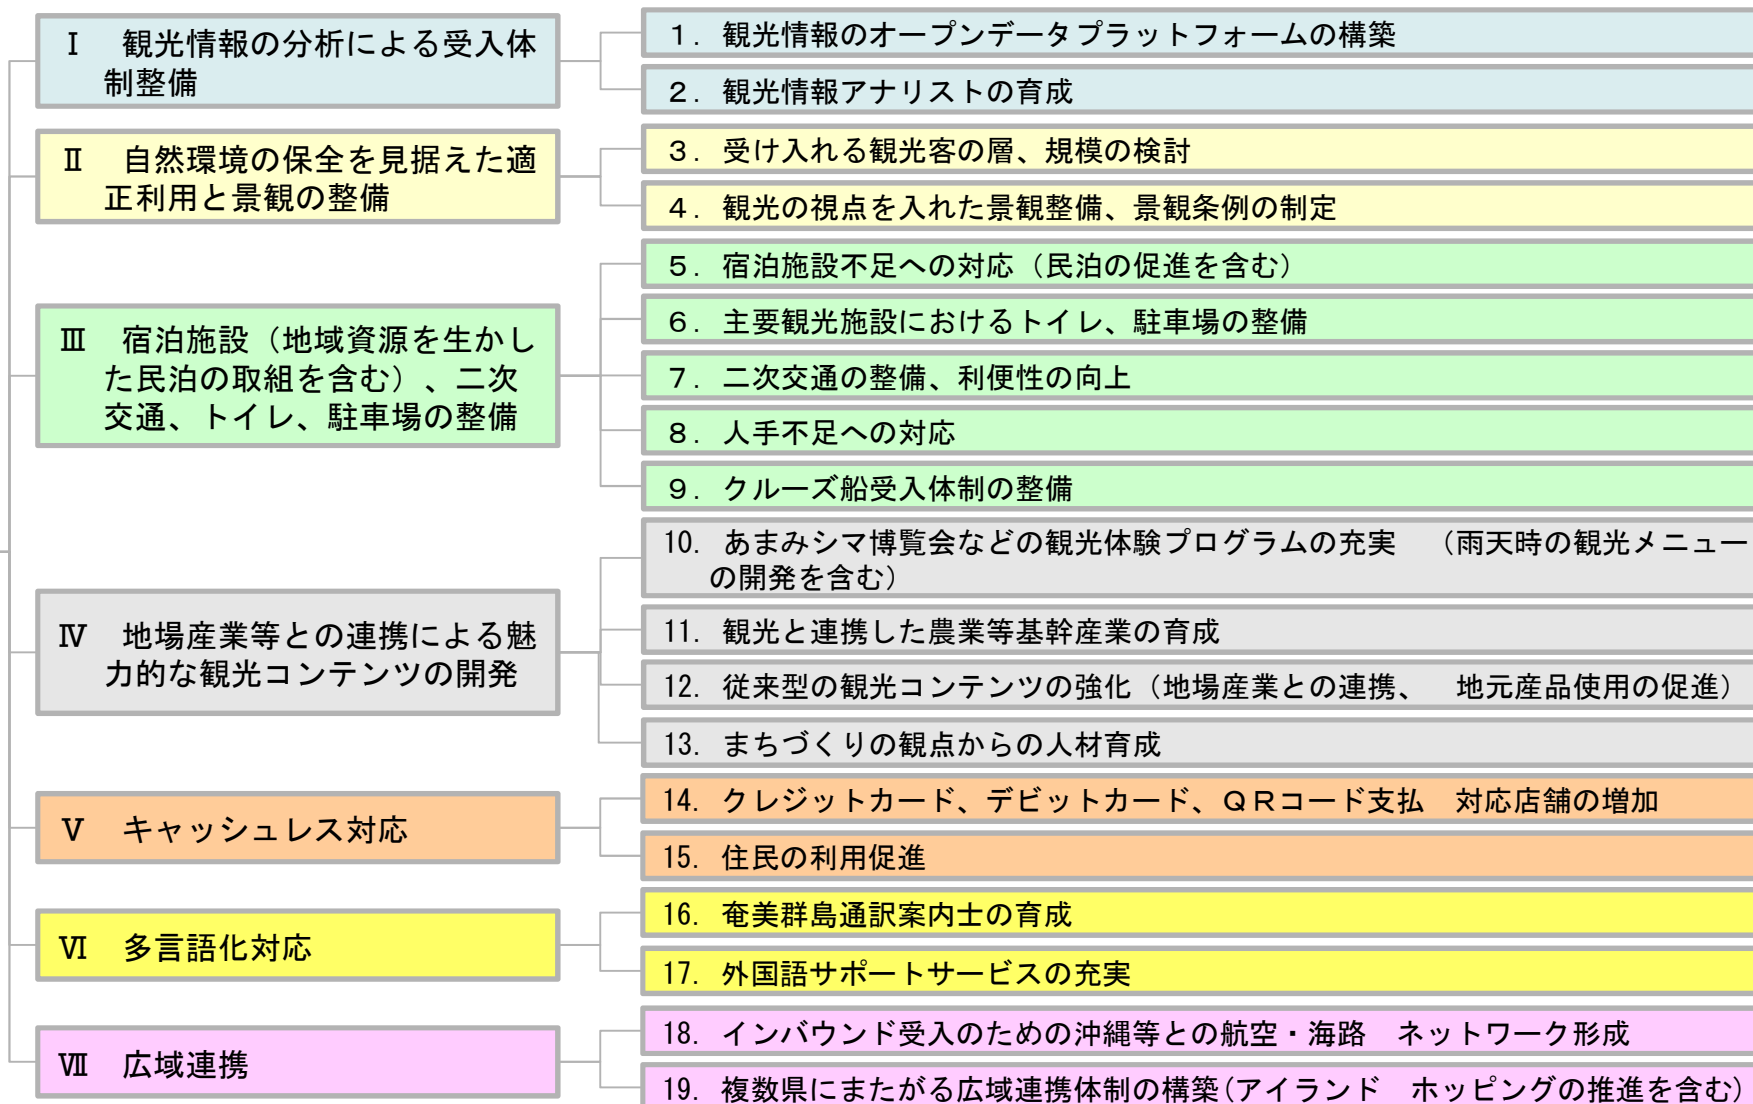 Ⅰ　観光情報の分析による受入体
制整備
１．観光情報のオープンデータプラットフォームの構築
２．観光情報アナリストの育成
Ⅱ　自然環境の保全を見据えた適
正利用と景観の整備
３．受け入れる観光客の層、規模の検討
４．観光の視点を入れた景観整備、景観条例の制定
Ⅲ　宿泊施設（地域資源を生かし
た民泊の取組を含む）、二次
交通、トイレ、駐車場の整備
５．宿泊施設不足への対応（民泊の促進を含む）
６．主要観光施設におけるトイレ、駐車場の整備
７．二次交通の整備、利便性の向上
８．人手不足への対応
９．クルーズ船受入体制の整備
Ⅳ　地場産業等との連携による魅
力的な観光コンテンツの開発
10. あまみシマ博覧会などの観光体験プログラムの充実　（雨天時の観光メニュー
の開発を含む）
11. 観光と連携した農業等基幹産業の育成
12. 従来型の観光コンテンツの強化（地場産業との連携、　地元産品使用の促進）
13. まちづくりの観点からの人材育成
Ⅴ　キャッシュレス対応
14. クレジットカード、デビットカード、ＱＲコード支払　対応店舗の増加
15. 住民の利用促進
Ⅵ　多言語化対応
16. 奄美群島通訳案内士の育成
17. 外国語サポートサービスの充実
Ⅶ　広域連携
18. インバウンド受入のための沖縄等との航空・海路　ネットワーク形成
19. 複数県にまたがる広域連携体制の構築(アイランド　ホッピングの推進を含む)